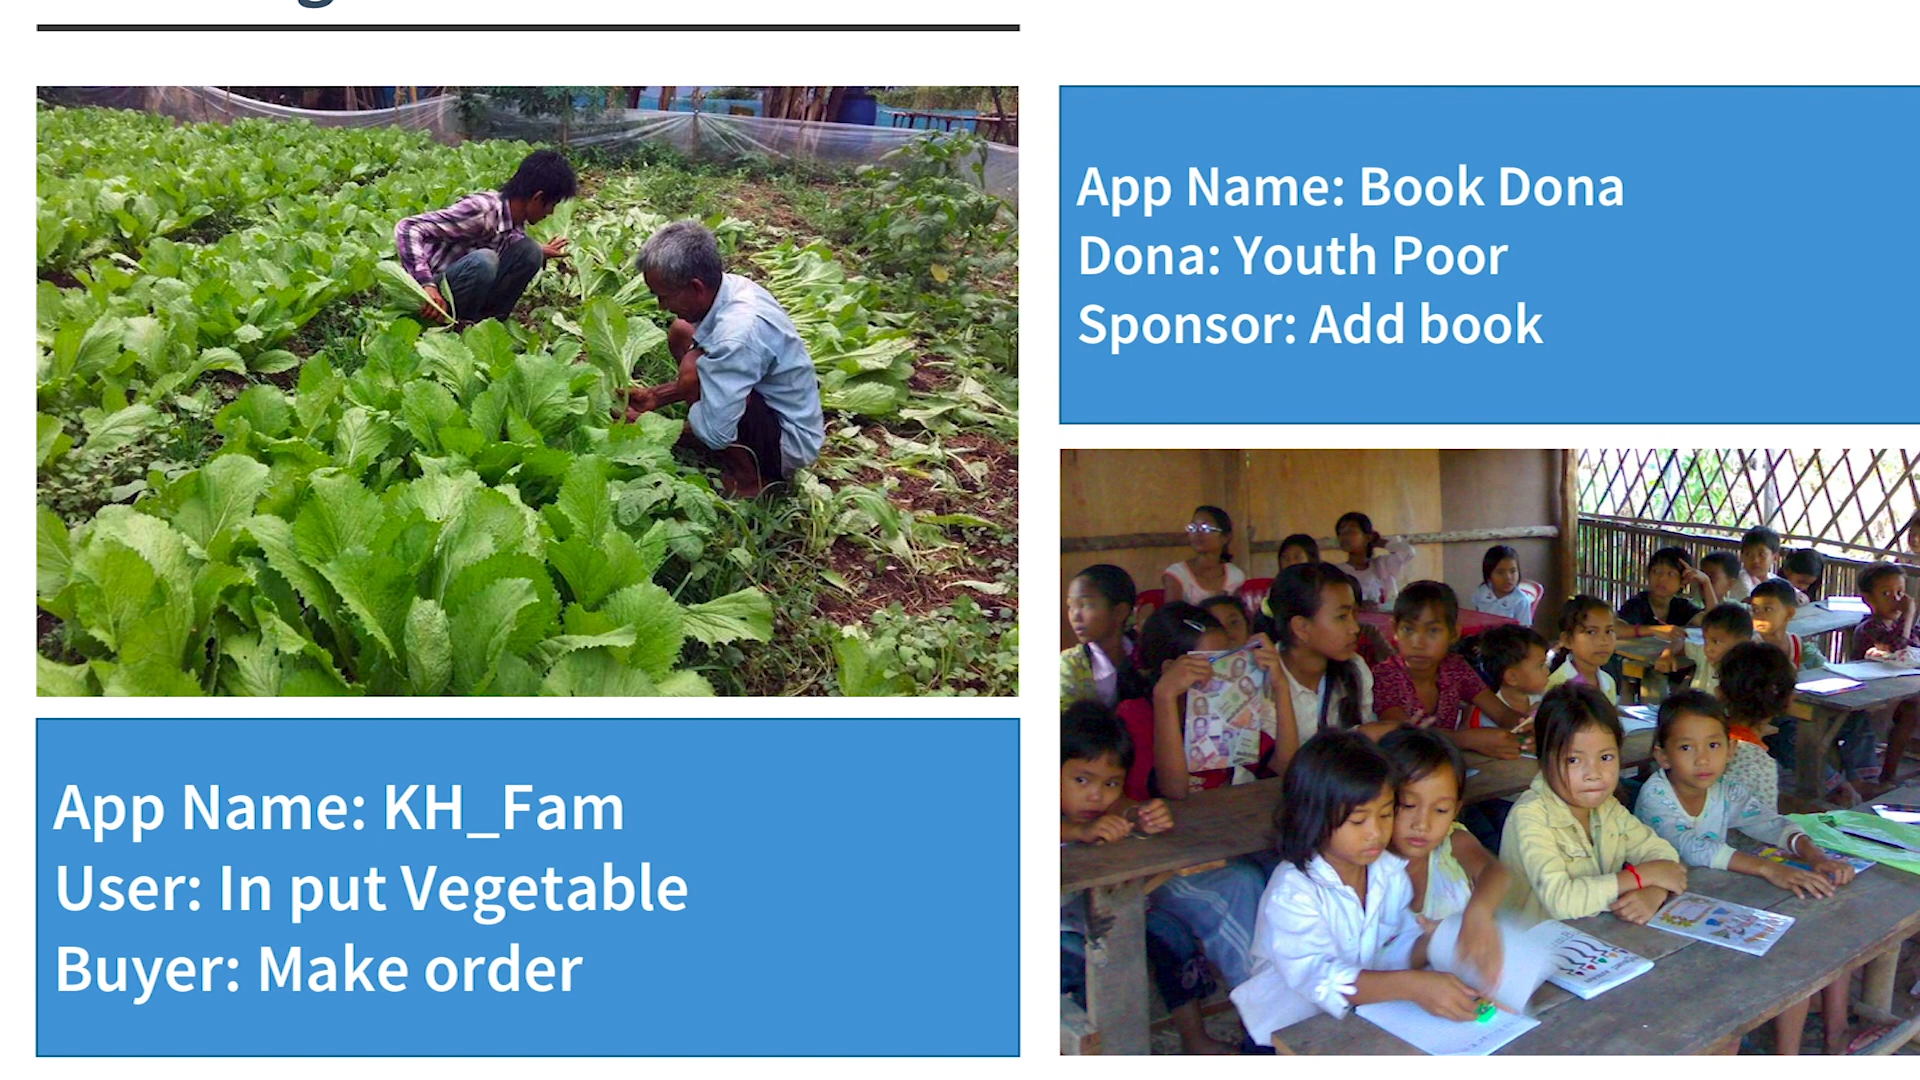 App Name: Book Dona
Dona: Youth Poor
Sponsor: Add book
App Name: KH_Fam
User: In put Vegetable
Buyer: Make order